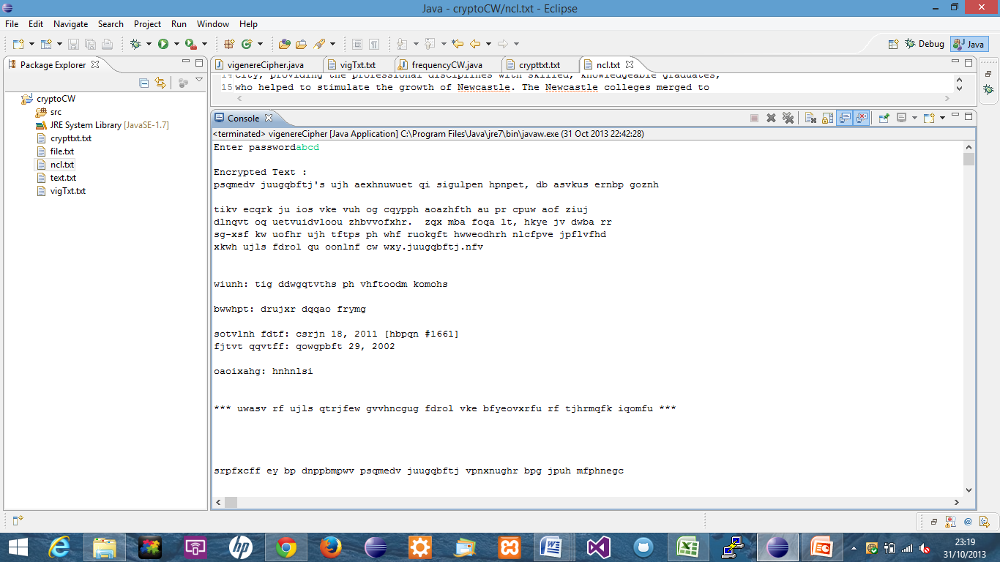 Java - cryptoCW/ncl.txt - Eclipse
File Edit Navigate Search Project Run Window Help
Debug Java
Package Explorer
cryptoCW
src
JRE System Library [JavaSE-1.7]
crypttxt.txt
file.txt
ncl.txt
text.txt
vigTxt.txt
vigenereCipher.java vigTxt.txt frequencyCW.java crypttxt.txt ncl.txt
14 city, providing the professional disciplines with skilled, knowledgeable graduates,
15 who helped to stimulate the growth of Newcastle. The Newcastle colleges merged to
Console
<terminated> vigenereCipher [Java Application] C:\Program Files\Java\jre7\bin\javaw.exe (31 Oct 2013 22:42:28)
Enter passwordabcd
Encrypted Text :
psqmedv juugqbftj's ujh aexhnuwuet qi sigulpen hpnpet, db asvkus ernbp goznh
tikv ecqrk ju ios vke vuh og cqypph aoazhfth au pr cpuw aof ziuj
dlnqvt oq uetvuidvloou zhbvvofxhr.  zqx mba foqa lt, hkye jv dwba rr
sg-xsf kw uofhr ujh tftps ph whf ruokgft hwweodhrh nlcfpve jpflvfhd
xkwh ujls fdrol qu oonlnf cw wxy.juugqbftj.nfv
wiunh: tig ddwgqtvths ph vhftoodm komohs
bwwhpt: drujxr dqqao frymg
sotvlnh fdtf: csrjn 18, 2011 [hbpqn #1661]
fjtvt qqvtff: qowgpbft 29, 2002
oaoixahg: hnhnlsi
*** uwasv rf ujls qtrjfew gvvhncgug fdrol vke bfyeovxrfu rf tjhrmqfk iqomfu ***
srpfxcff ey bp dnppbmpwv psqmedv juugqbftj vpnxnughr bpg jpuh mfphnegc
23:19
31/10/2013